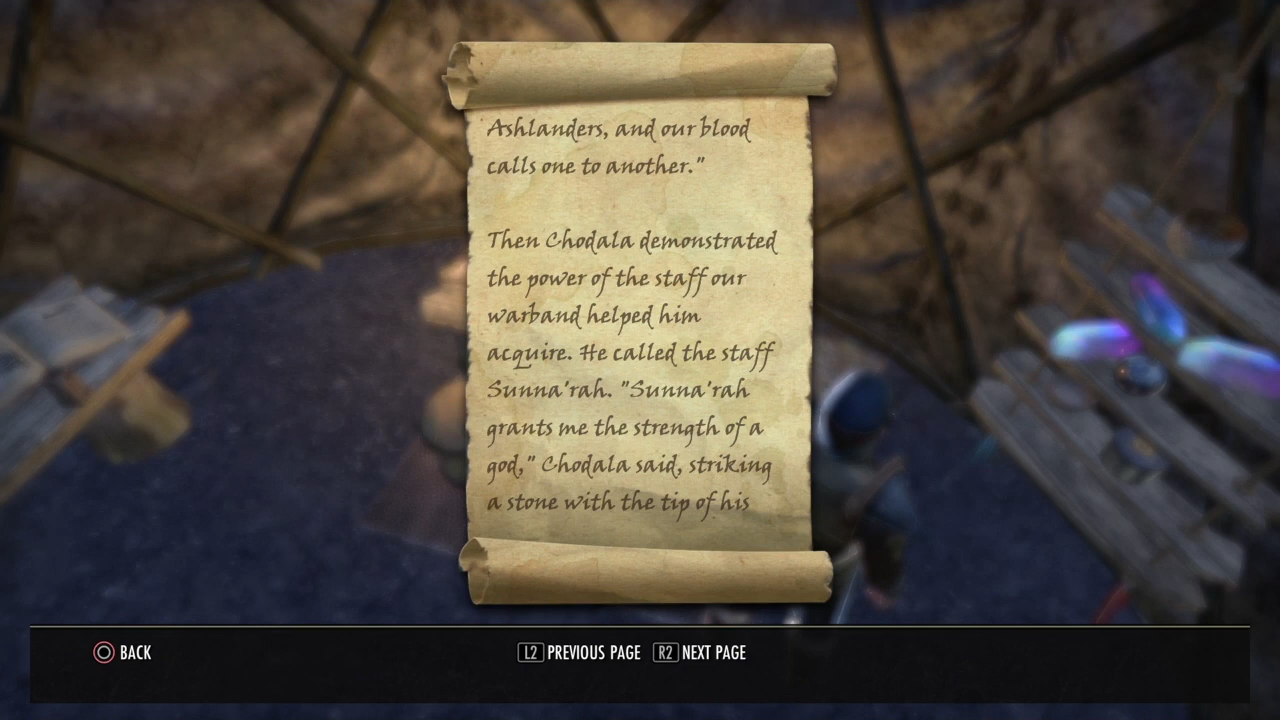 Ashlanders, and our blood
calls one to another."
Then Chodala demonstrated
the power of the staff our
warband helped him
acquire. He called the staff
Sunna'rah. "Sunna'rah
grants me the strength of a
god," Chodala said, striking
a stone with the tip of his
BACK
L2 PREVIOUS PAGE R2 NEXT PAGE